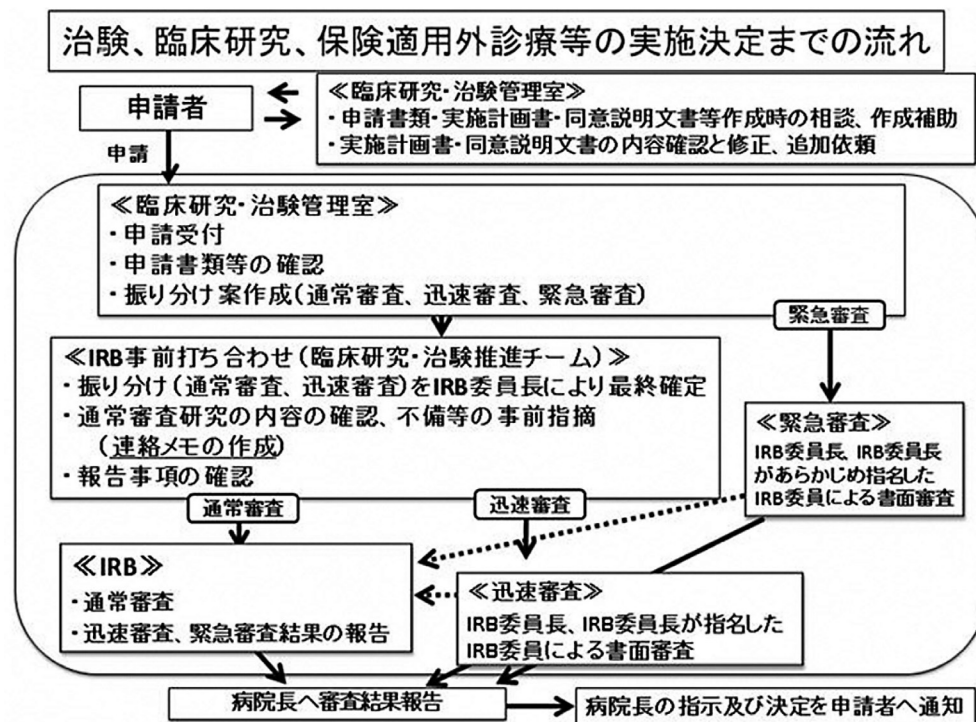 治験、臨床研究、保険適用外診療等の実施決定までの流れ
申請者
≪臨床研究・治験管理室≫
・申請書類・実施計画書・同意説明文書等作成時の相談、作成補助
・実施計画書・同意説明文書の内容確認と修正、追加依頼
申請
≪臨床研究・治験管理室≫
・申請受付
・申請書類等の確認
・振り分け案作成(通常審査、迅速審査、緊急審査)
緊急審査
≪IRB事前打ち合わせ(臨床研究・治験推進チーム)≫
・振り分け(通常審査、迅速審査)をIRB委員長により最終確定
・通常審査研究の内容の確認、不備等の事前指摘
(連絡メモの作成)
・報告事項の確認
≪緊急審査≫
IRB委員長、IRB委員長
があらかじめ指名した
IRB委員による書面審査
通常審査
迅速審査
≪IRB≫
・通常審査
・迅速審査、緊急審査結果の報告
≪迅速審査≫
IRB委員長、IRB委員長が指名した
IRB委員による書面審査
病院長へ審査結果報告
病院長の指示及び決定を申請者へ通知